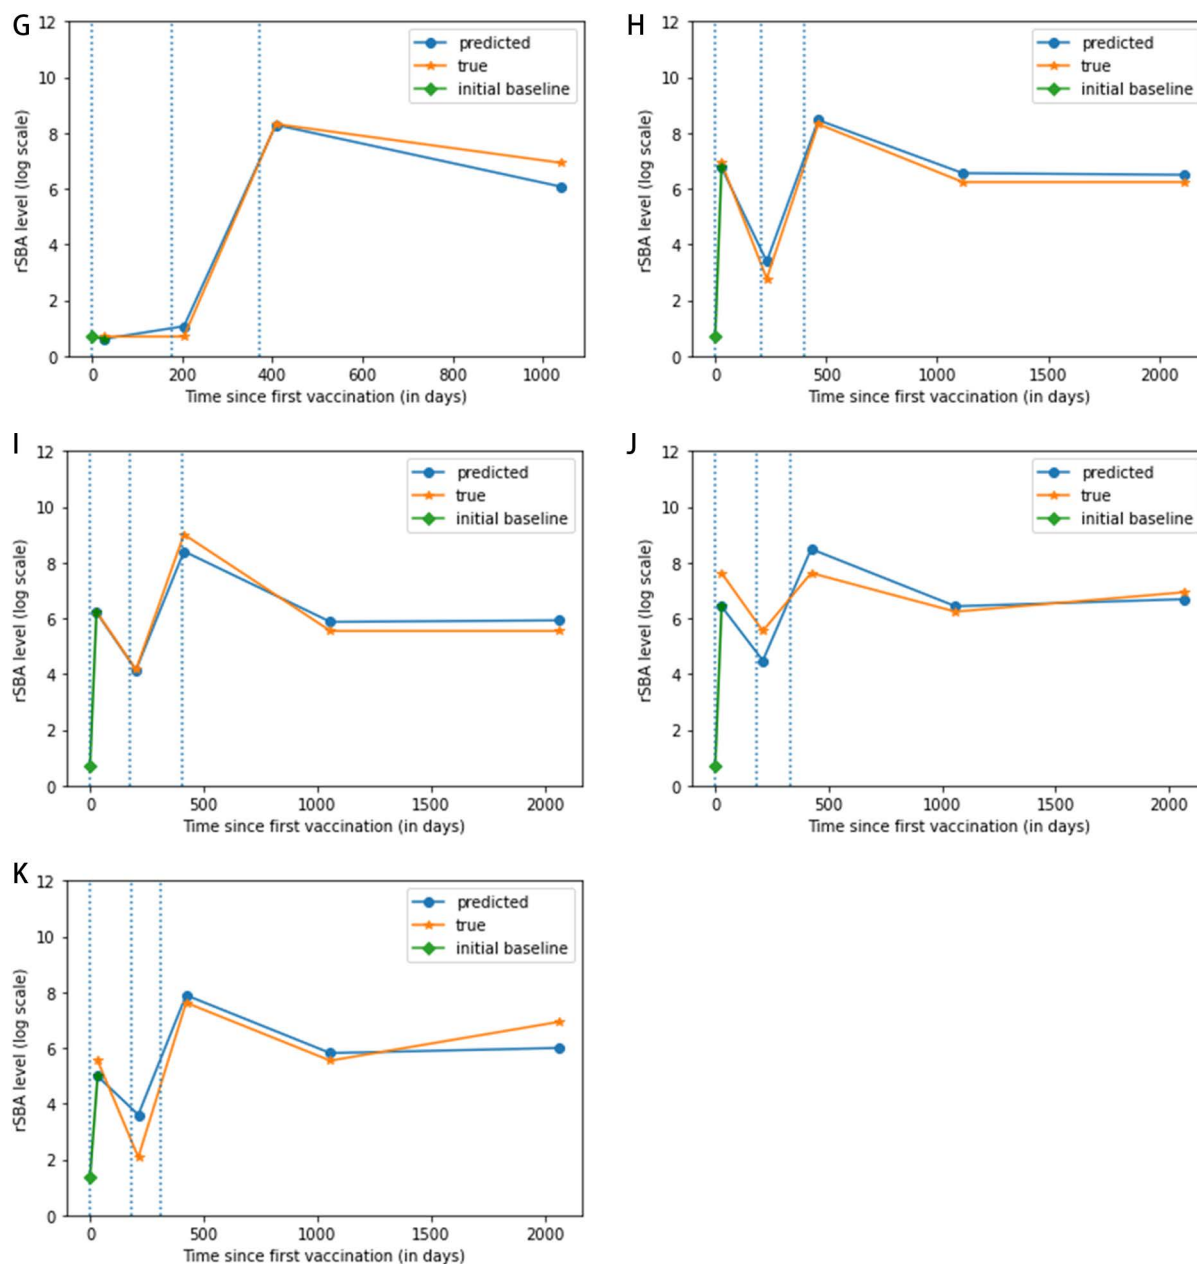 G
12
10
8
6
4
2
0
rSBA level (log scale)
predicted
true
initial baseline
0 200 400 600 800 1000
Time since first vaccination (in days)
H
12
10
8
6
4
2
0
rSBA level (log scale)
predicted
true
initial baseline
0 500 1000 1500 2000
Time since first vaccination (in days)
I
12
10
8
6
4
2
0
rSBA level (log scale)
predicted
true
initial baseline
0 500 1000 1500 2000
Time since first vaccination (in days)
J
12
10
8
6
4
2
0
rSBA level (log scale)
predicted
true
initial baseline
0 500 1000 1500 2000
Time since first vaccination (in days)
K
12
10
8
6
4
2
0
rSBA level (log scale)
predicted
true
initial baseline
0 500 1000 1500 2000
Time since first vaccination (in days)